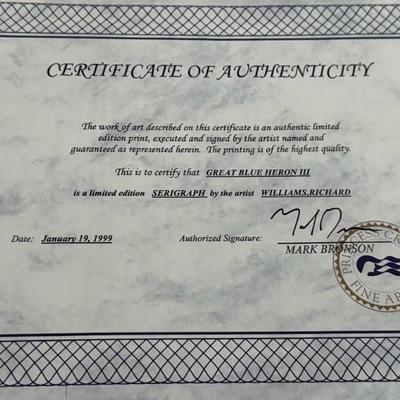 CERTIFICATE OF AUTHENTICITY
The work of art described on this certificate is an authentic limited
edition print, executed and signed by the artist named and
guaranteed as represented herein. The printing is of the highest quality.
This is to certify that GREAT BLUE HERON III
is a limited edition SERIGRAPH by the artist WILLIAMS,RICHARD
Date: January 19, 1999 Authorized Signature:
MARK BRONSON
FINE